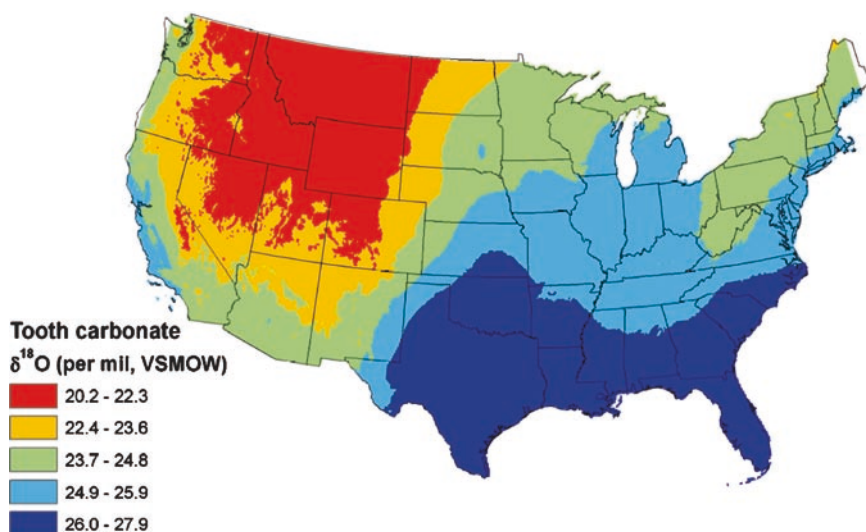 Tooth carbonate
δ¹⁸O (per mil, VSMOW)
20.2 - 22.3
22.4 - 23.6
23.7 - 24.8
24.9 - 25.9
26.0 - 27.9